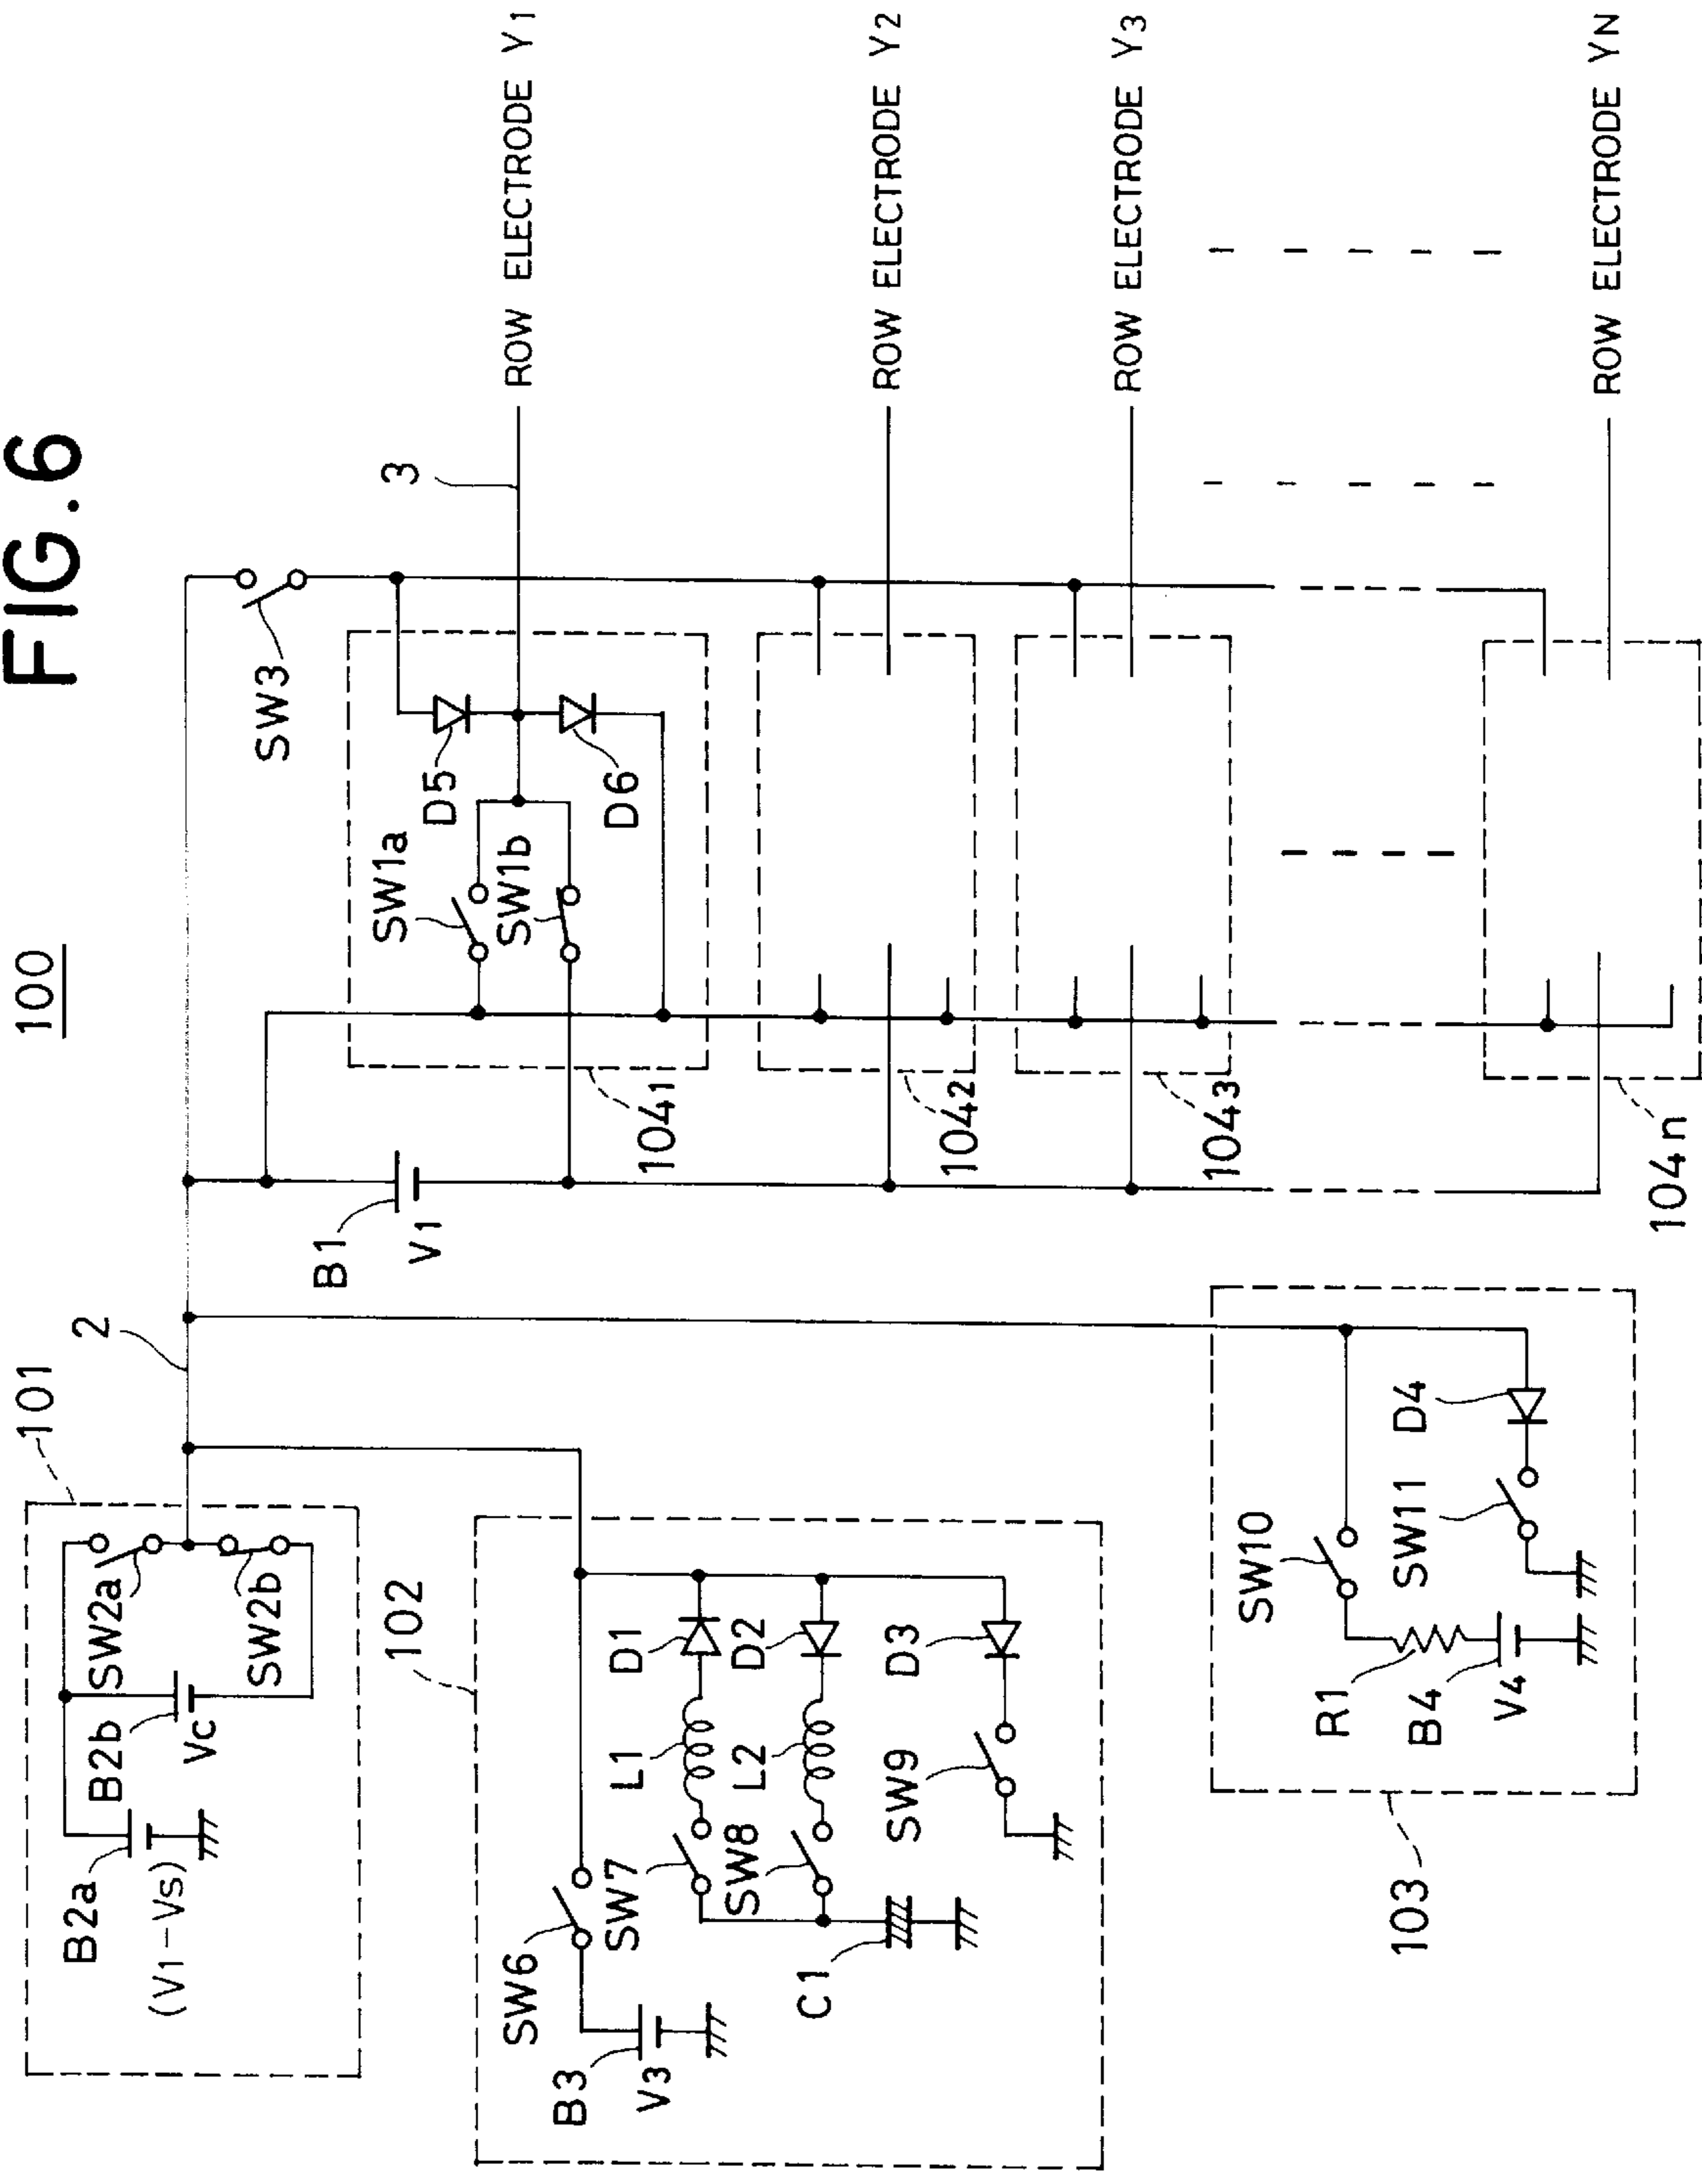 FIG.6
100
101
2
SW2a
SW2b
B2b
Vc
B2a
(V1-Vs)
102
SW6
B3
V3
SW7
L1
D1
SW8
L2
D2
C1
SW9
D3
103
SW10
R1
B4
V4
SW11
D4
B1
V1
SW3
3
SW1a
SW1b
D5
D6
1041
ROW ELECTRODE Y1
1042
ROW ELECTRODE Y2
1043
ROW ELECTRODE Y3
104n
ROW ELECTRODE YN